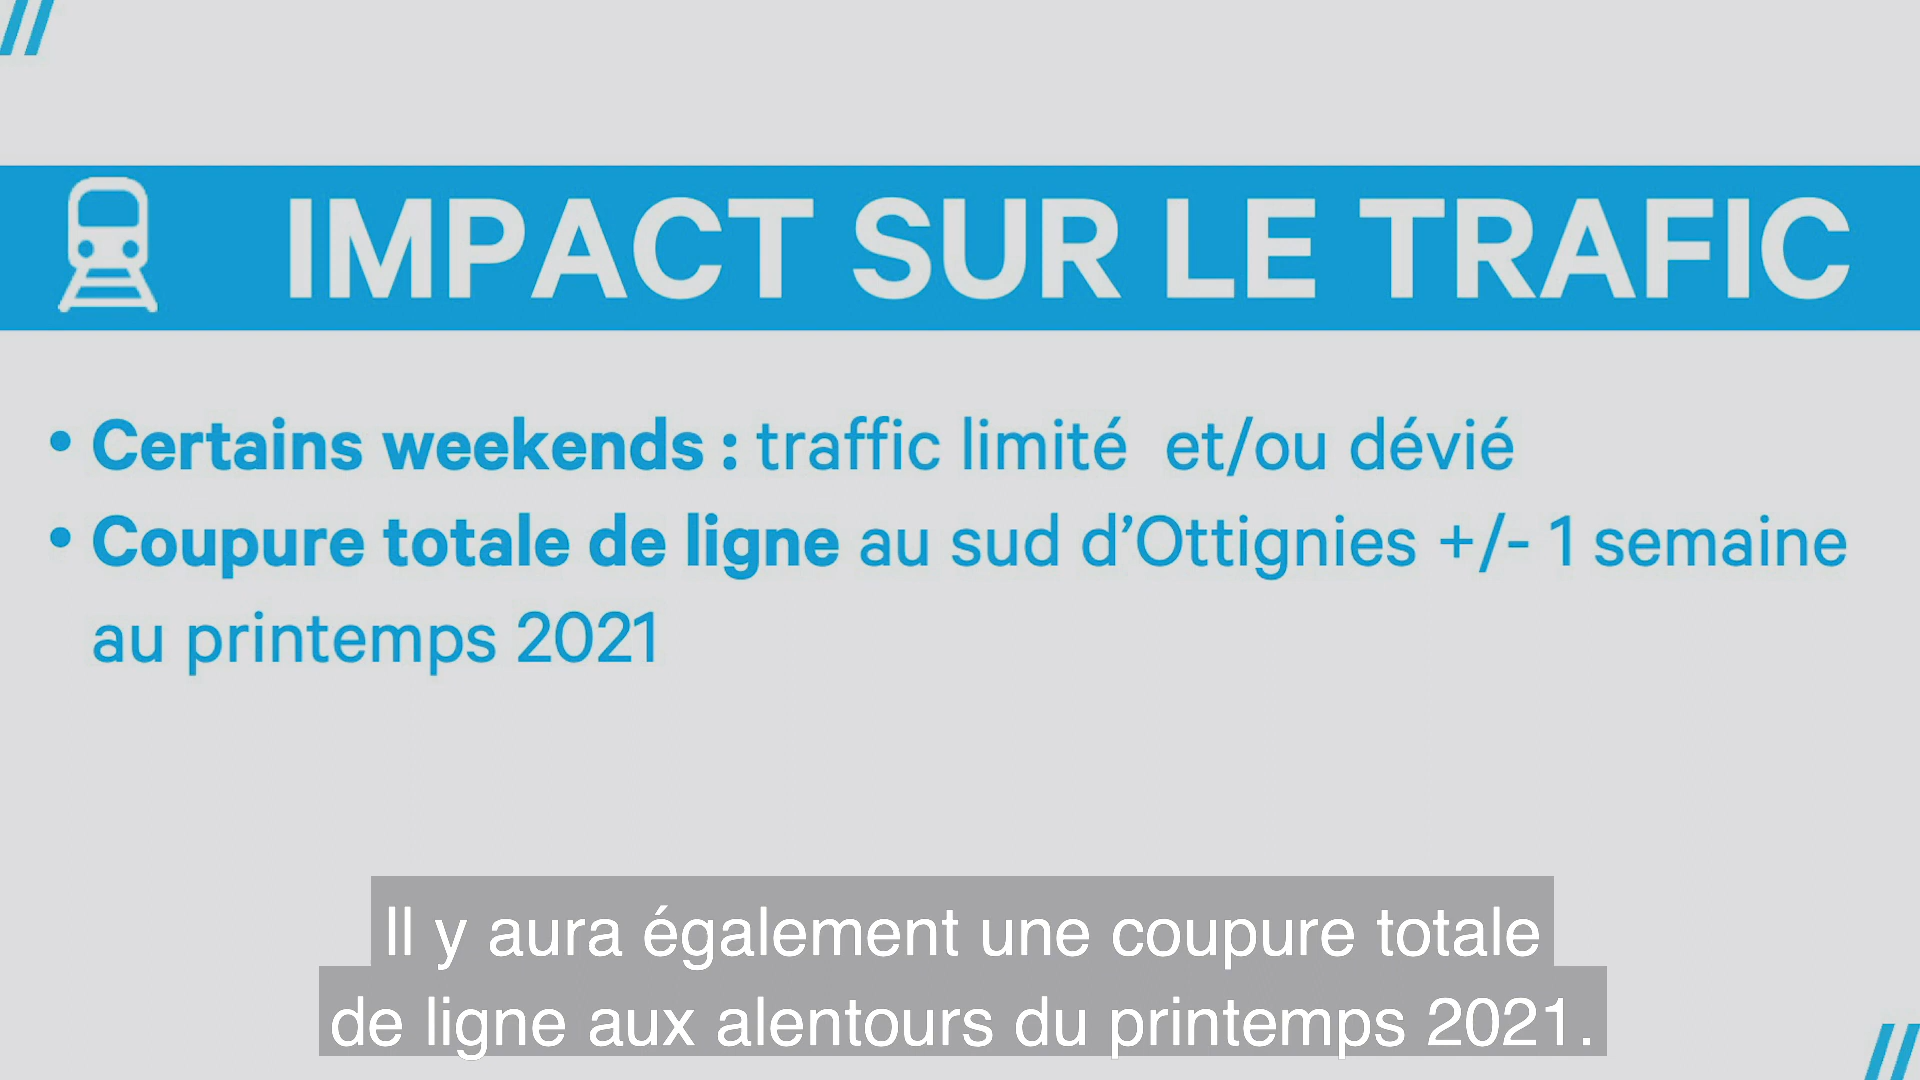 IMPACT SUR LE TRAFIC
• Certains weekends : traffic limité et/ou dévié
• Coupure totale de ligne au sud d’Ottignies +/- 1 semaine
au printemps 2021
Il y aura également une coupure totale
de ligne aux alentours du printemps 2021.